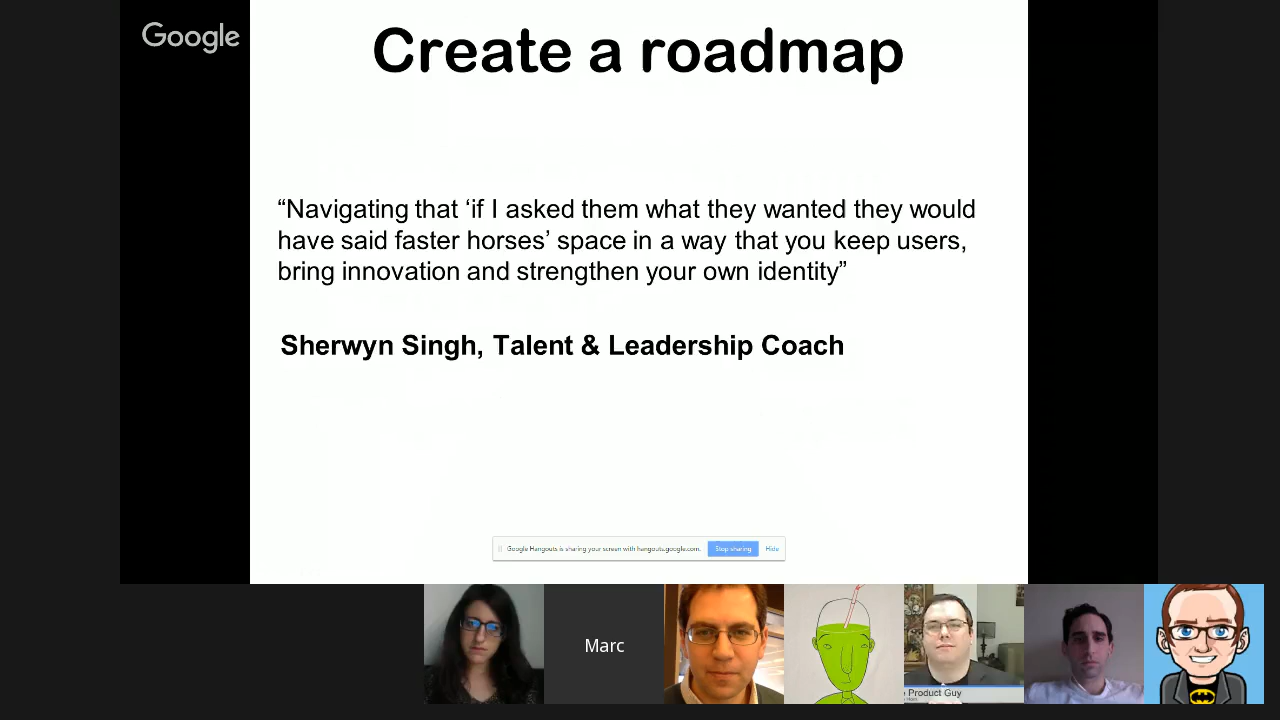 Google
Create a roadmap
“Navigating that ‘if I asked them what they wanted they would
have said faster horses’ space in a way that you keep users,
bring innovation and strengthen your own identity”
Sherwyn Singh, Talent & Leadership Coach
Google Hangouts is sharing your screen with hangouts.google.com.
Stop sharing
Hide
Marc
Product Guy